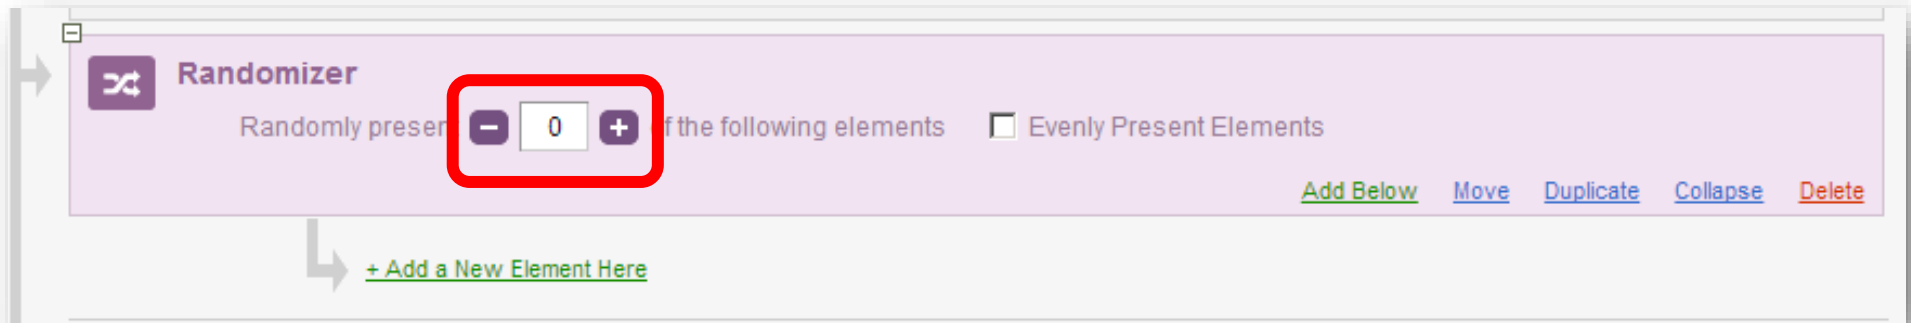 Randomizer
Randomly presen 0 f the following elements Evenly Present Elements
Add Below Move Duplicate Collapse Delete
+ Add a New Element Here